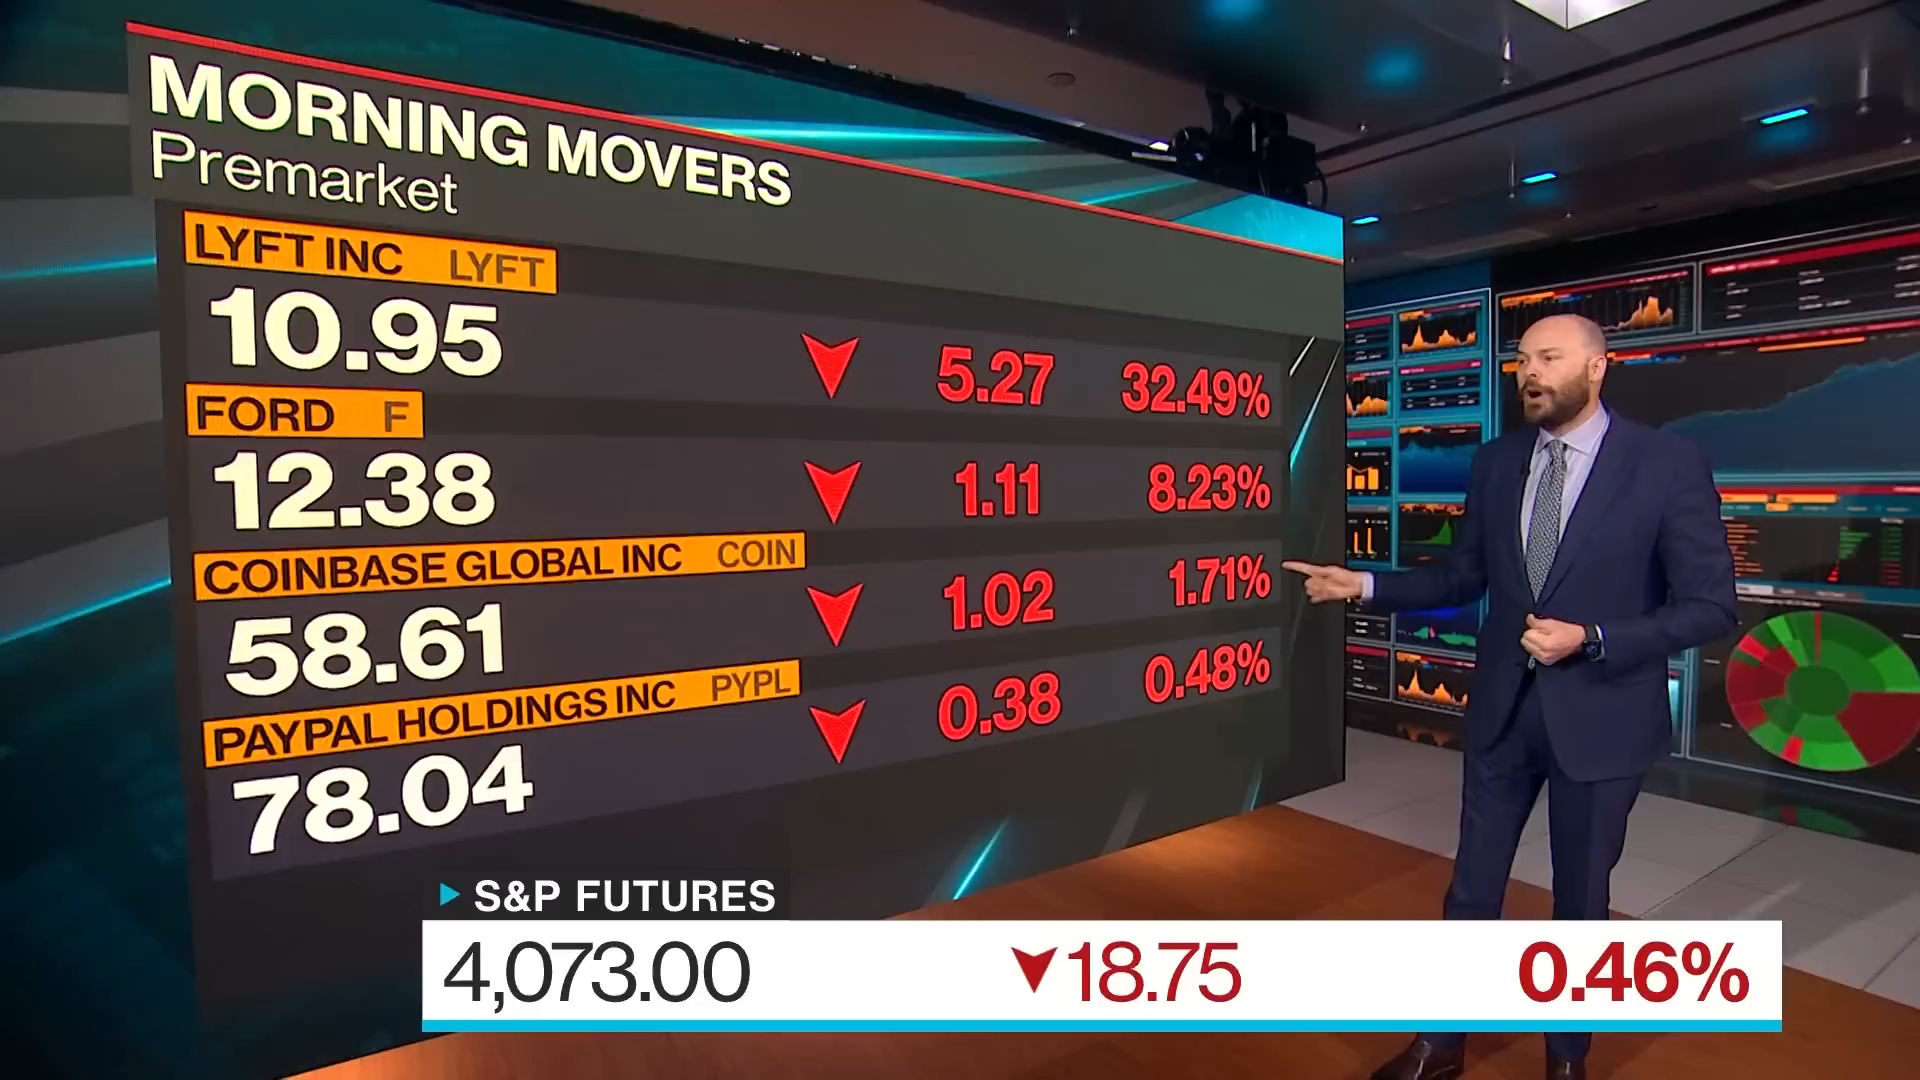 MORNING MOVERS
Premarket
LYFT INC LYFT
10.95 5.27 32.49%
FORD F
12.38 1.11 8.23%
COINBASE GLOBAL INC COIN
58.61 1.02 1.71%
PAYPAL HOLDINGS INC PYPL
78.04 0.38 0.48%
S&P FUTURES
4,073.00 18.75 0.46%